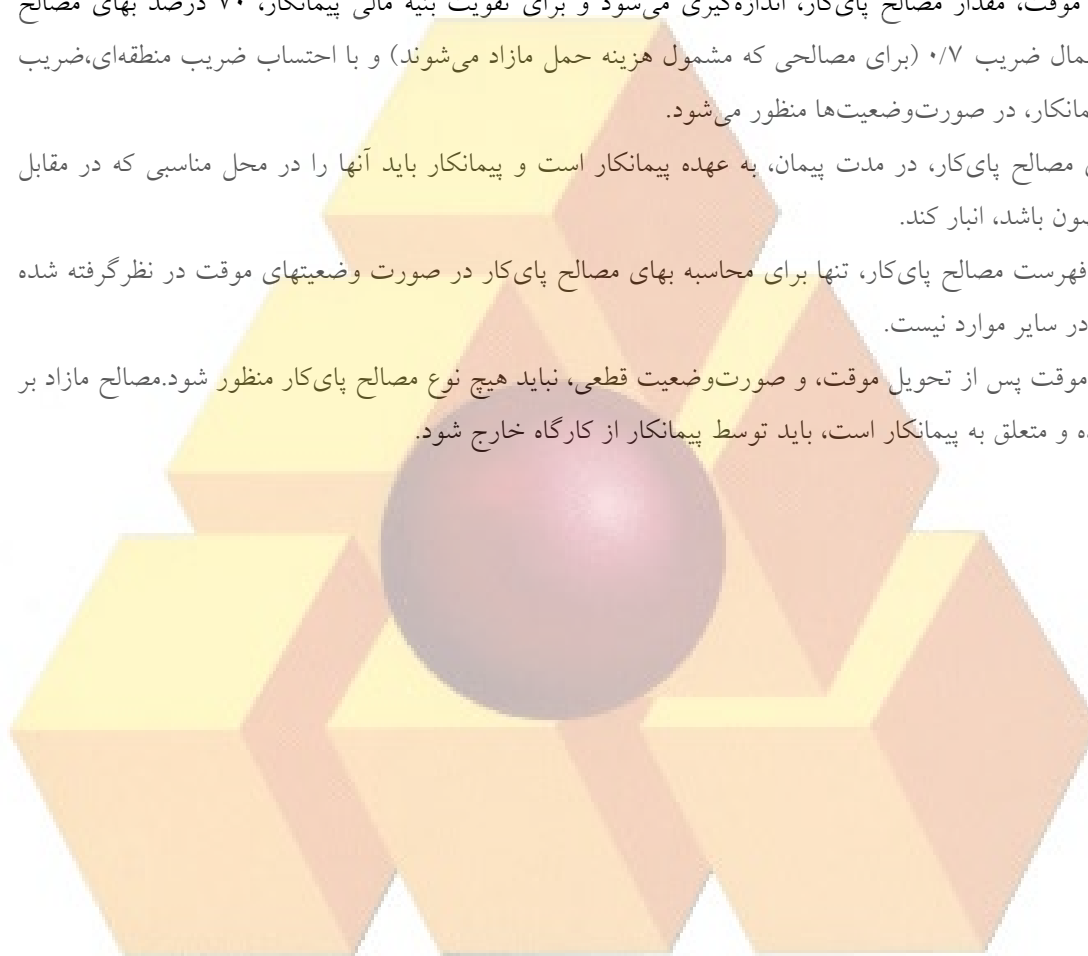 موقت، مقدار مصالح پای‌کار، اندازه‌گیری می‌شود و برای تقویت بنیه مالی پیمانکار، ۷۰ درصد بهای مصالح
ضریب ۰/۷ (برای مصالحی که مشمول هزینه حمل مازاد می‌شوند) و با احتساب ضریب منطقه‌ای،ضریب
در صورت‌وضعیت‌ها منظور می‌شود.
مصالح پای‌کار، در مدت پیمان، به عهده پیمانکار است و پیمانکار باید آنها را در محل مناسبی که در مقابل
باشد، انبار کند.
فهرست مصالح پای‌کار، تنها برای محاسبه بهای مصالح پای‌کار در صورت وضعیتهای موقت در نظرگرفته شده
در سایر موارد نیست.
موقت پس از تحویل موقت، و صورت‌وضعیت قطعی، نباید هیچ نوع مصالح پای‌کار منظور شود.مصالح مازاد بر
و متعلق به پیمانکار است، باید توسط پیمانکار از کارگاه خارج شود.